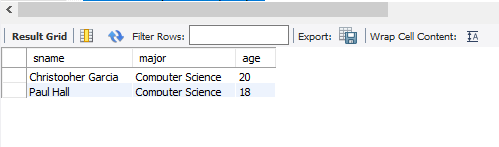 Result Grid Filter Rows: Export: Wrap Cell Content:
sname major age
Christopher Garcia Computer Science 20
Paul Hall Computer Science 18